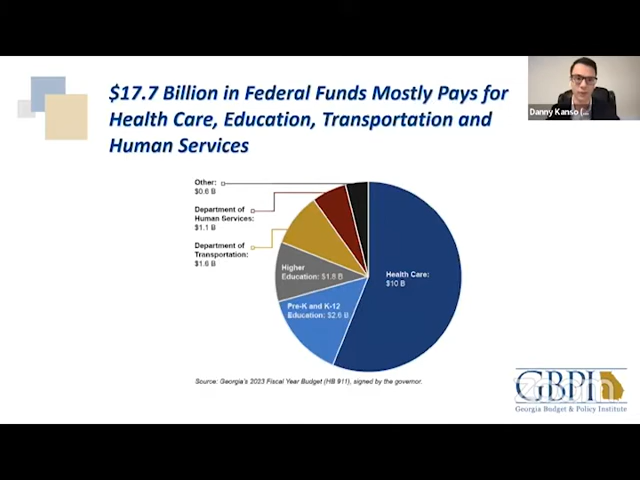 $17.7 Billion in Federal Funds Mostly Pays for
Health Care, Education, Transportation and
Human Services
Danny Kanso (...
Other:
$0.6 B
Department of
Human Services:
$1.1 B
Department of
Transportation:
$1.6 B
Higher
Education: $1.8 B
Pre-K and K-12
Education: $2.6 B
Health Care:
$10 B
Source: Georgia's 2023 Fiscal Year Budget (HB 911), signed by the governor.
GBPI
zoom
Georgia Budget & Policy Institute